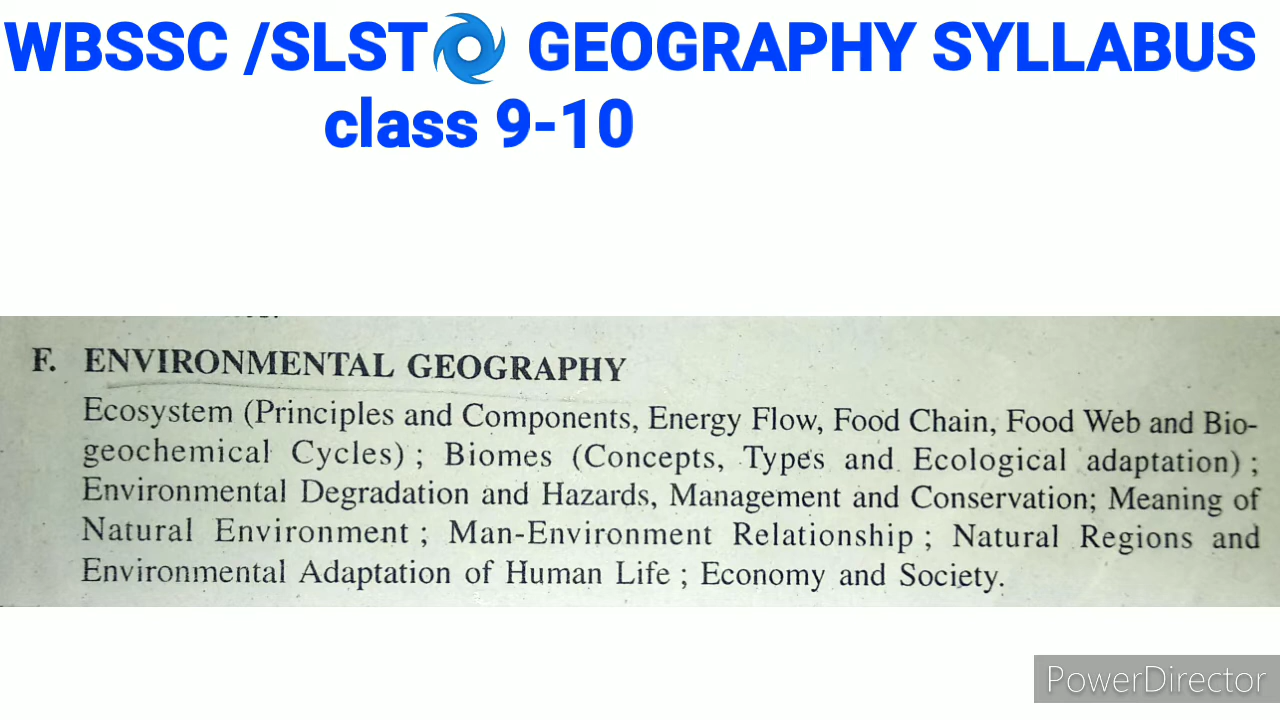 WBSSC /SLST GEOGRAPHY SYLLABUS
class 9-10
F. ENVIRONMENTAL GEOGRAPHY
Ecosystem (Principles and Components, Energy Flow, Food Chain, Food Web and Bio-
geochemical Cycles) ; Biomes (Concepts, Types and Ecological adaptation) ;
Environmental Degradation and Hazards, Management and Conservation; Meaning of
Natural Environment ; Man-Environment Relationship ; Natural Regions and
Environmental Adaptation of Human Life ; Economy and Society.
PowerDirector